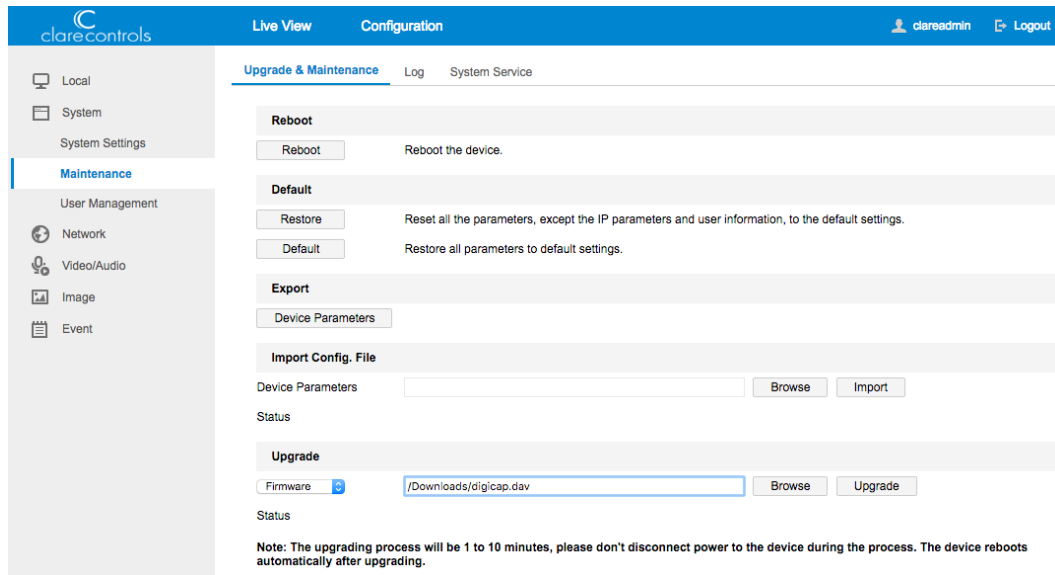 clarecontrols
Live View
Configuration
clareadmin
Logout
Local
System
System Settings
Maintenance
User Management
Network
Video/Audio
Image
Event
Upgrade & Maintenance
Log
System Service
Reboot
Reboot
Reboot the device.
Default
Restore
Reset all the parameters, except the IP parameters and user information, to the default settings.
Default
Restore all parameters to default settings.
Export
Device Parameters
Import Config. File
Device Parameters
Browse
Import
Status
Upgrade
Firmware
/Downloads/digicap.dav
Browse
Upgrade
Status
Note: The upgrading process will be 1 to 10 minutes, please don't disconnect power to the device during the process. The device reboots
automatically after upgrading.